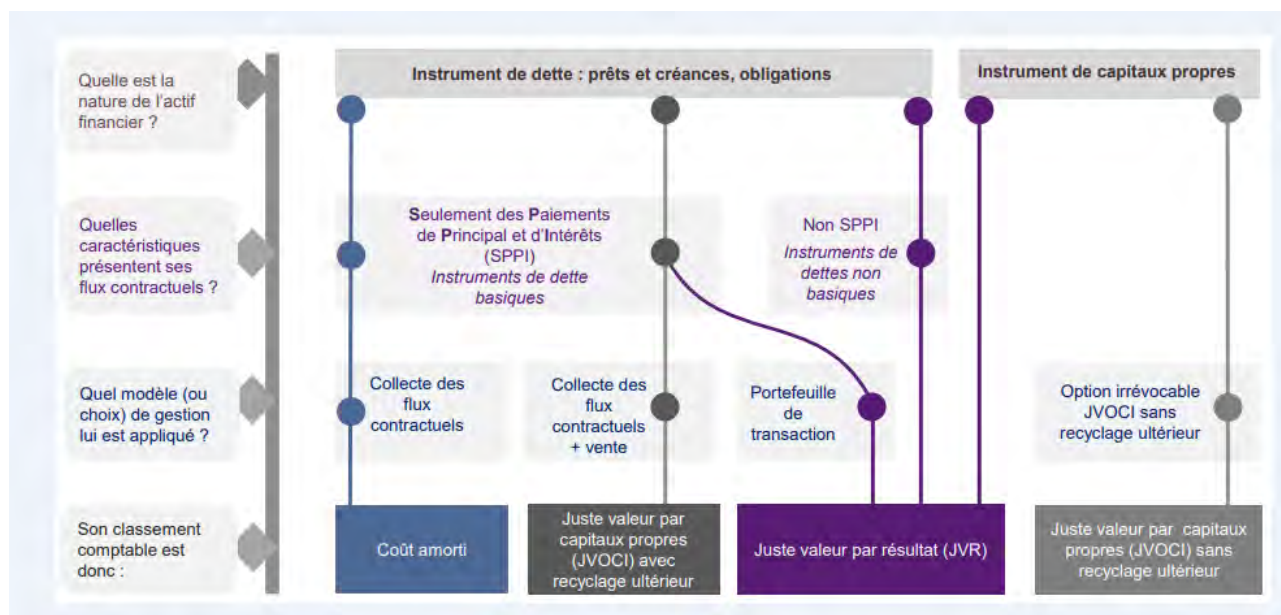 Quelle est la
nature de l'actif
financier ?
Instrument de dette : prêts et créances, obligations
Instrument de capitaux propres
Quelles
caractéristiques
présentent ses
flux contractuels ?
Seulement des Paiements
de Principal et d'Intérêts
(SPPI)
Instruments de dette
basiques
Non SPPI
Instruments de
dettes non
basiques
Quel modèle (ou
choix) de gestion
lui est appliqué ?
Collecte des
flux
contractuels
Collecte des
flux
contractuels
+ vente
Portefeuille
de
transaction
Option irrévocable
JVOCI sans
recyclage ultérieur
Son classement
comptable est
donc :
Coût amorti
Juste valeur par
capitaux propres
(JVOCI) avec
recyclage ultérieur
Juste valeur par résultat (JVR)
Juste valeur par capitaux
propres (JVOCI) sans
recyclage ultérieur